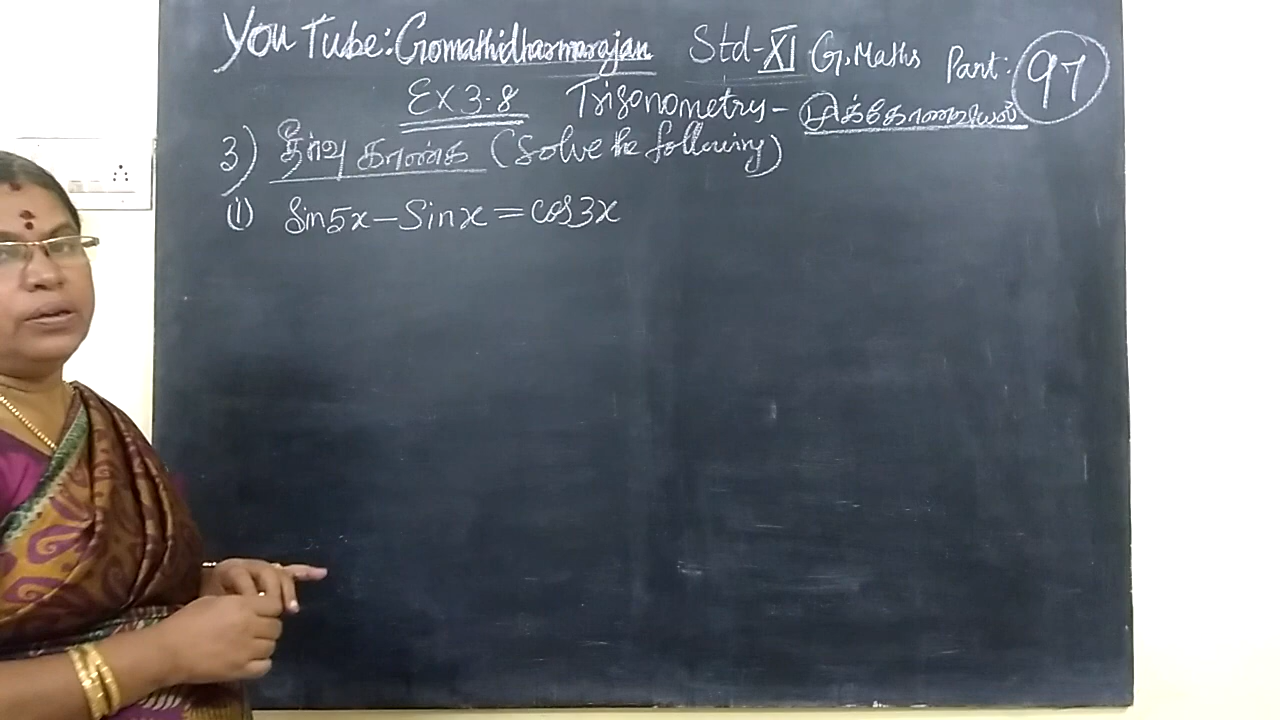 You Tube: Gomathidharmarajan Std-XI G.Maths Part: 97
Ex 3.8 Trigonometry - முக்கோணவியல்
3) தீர்வு காண்க (Solve the following)
(1) Sin5x - Sinx = cos3x